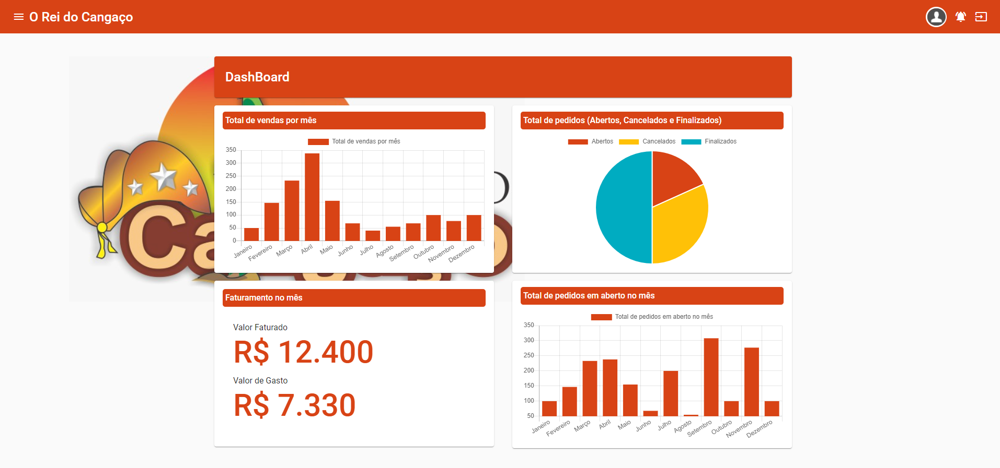 O Rei do Cangaço
DashBoard
Total de vendas por mês
Total de vendas por mês
350
300
250
200
150
100
50
0
Janeiro
Fevereiro
Março
Abril
Maio
Junho
Julho
Agosto
Setembro
Outubro
Novembro
Dezembro
Total de pedidos (Abertos, Cancelados e Finalizados)
Abertos
Cancelados
Finalizados
Faturamento no mês
Valor Faturado
R$ 12.400
Valor de Gasto
R$ 7.330
Total de pedidos em aberto no mês
Total de pedidos em aberto no mês
350
300
250
200
150
100
50
Janeiro
Fevereiro
Março
Abril
Maio
Junho
Julho
Agosto
Setembro
Outubro
Novembro
Dezembro